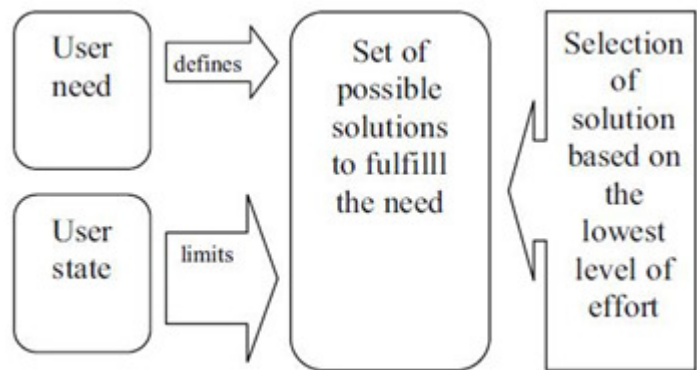 User
need
defines
Set of
possible
solutions
to fulfilll
the need
User
state
limits
Selection
of
solution
based on
the
lowest
level of
effort